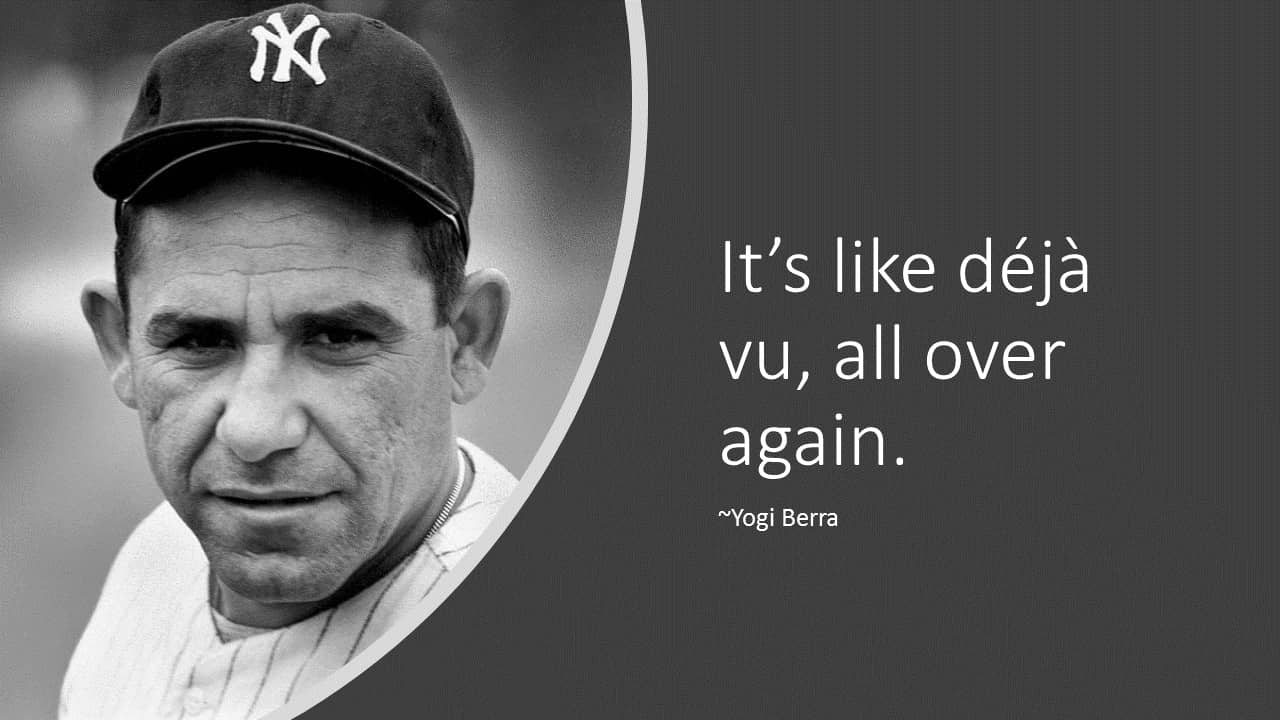 NY
It’s like déjà
vu, all over
again.
~Yogi Berra